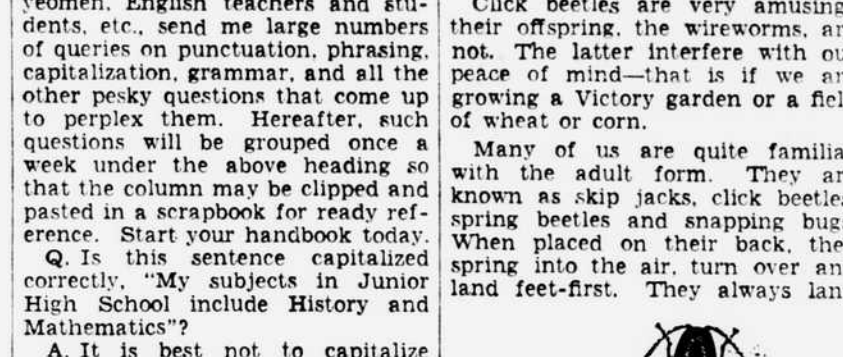 yeomen, English teachers and stu-
dents, etc., send me large numbers
of queries on punctuation, phrasing,
capitalization, grammar, and all the
other pesky questions that come up
to perplex them. Hereafter, such
questions will be grouped once a
week under the above heading so
that the column may be clipped and
pasted in a scrapbook for ready ref-
erence. Start your handbook today.
Q. Is this sentence capitalized
correctly, "My subjects in Junior
High School include History and
Mathematics"?
A. It is best not to capitalize
Click beetles are very amusing
their offspring, the wireworms, ar
not. The latter interfere with ou
peace of mind—that is if we ar
growing a Victory garden or a fiel
of wheat or corn.
Many of us are quite familia
with the adult form. They ar
known as skip jacks, click beetle
spring beetles and snapping bug
When placed on their back, the
spring into the air, turn over an
land feet-first. They always lan